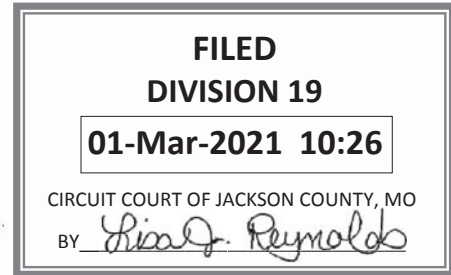 FILED
DIVISION 19
01-Mar-2021 10:26
CIRCUIT COURT OF JACKSON COUNTY, MO
BY Lisa J. Reynolds